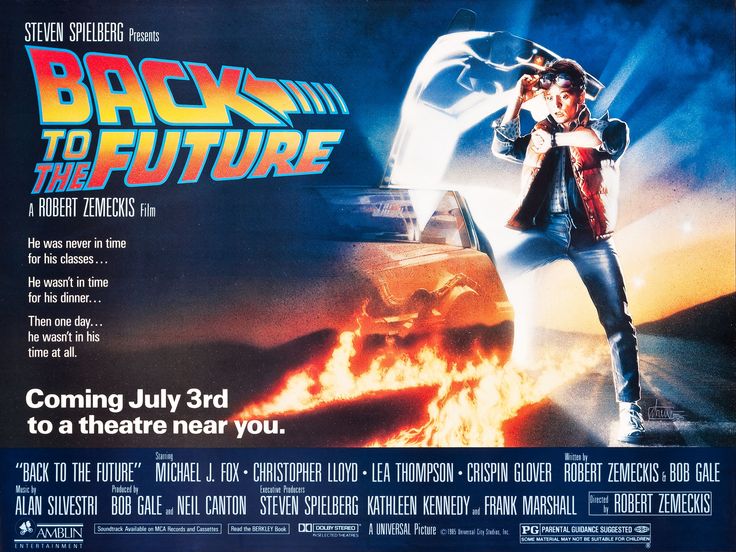 STEVEN SPIELBERG Presents
BACK
TO THE FUTURE
A ROBERT ZEMECKIS Film
He was never in time
for his classes...
He wasn't in time
for his dinner...
Then one day...
he wasn't in his
time at all.
Coming July 3rd
to a theatre near you.
"BACK TO THE FUTURE" Starring MICHAEL J. FOX • CHRISTOPHER LLOYD • LEA THOMPSON • CRISPIN GLOVER Written by ROBERT ZEMECKIS & BOB GALE
Music by ALAN SILVESTRI Produced by BOB GALE and NEIL CANTON Executive Producers STEVEN SPIELBERG KATHLEEN KENNEDY and FRANK MARSHALL Directed by ROBERT ZEMECKIS
AMBLIN
ENTERTAINMENT
Soundtrack Available on MCA Records and Cassettes
Read the BERKLEY Book
DOLBY STEREO
IN SELECTED THEATRES
A UNIVERSAL Picture
© 1985 Universal City Studios, Inc.
PG PARENTAL GUIDANCE SUGGESTED
SOME MATERIAL MAY NOT BE SUITABLE FOR CHILDREN